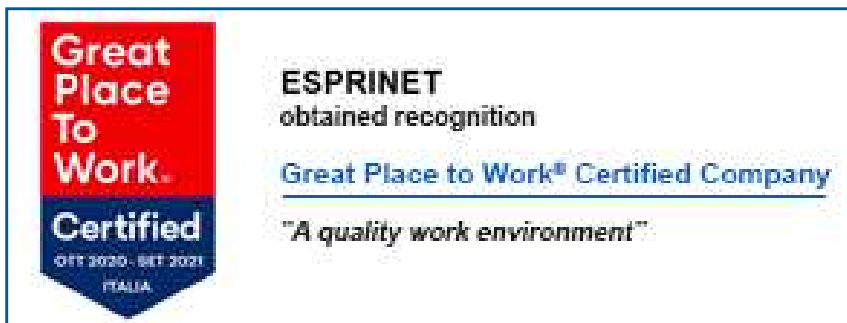 Great
Place
To
Work®
Certified
OTT 2020 - SET 2021
ITALIA
ESPRINET
obtained recognition
Great Place to Work® Certified Company
"A quality work environment"